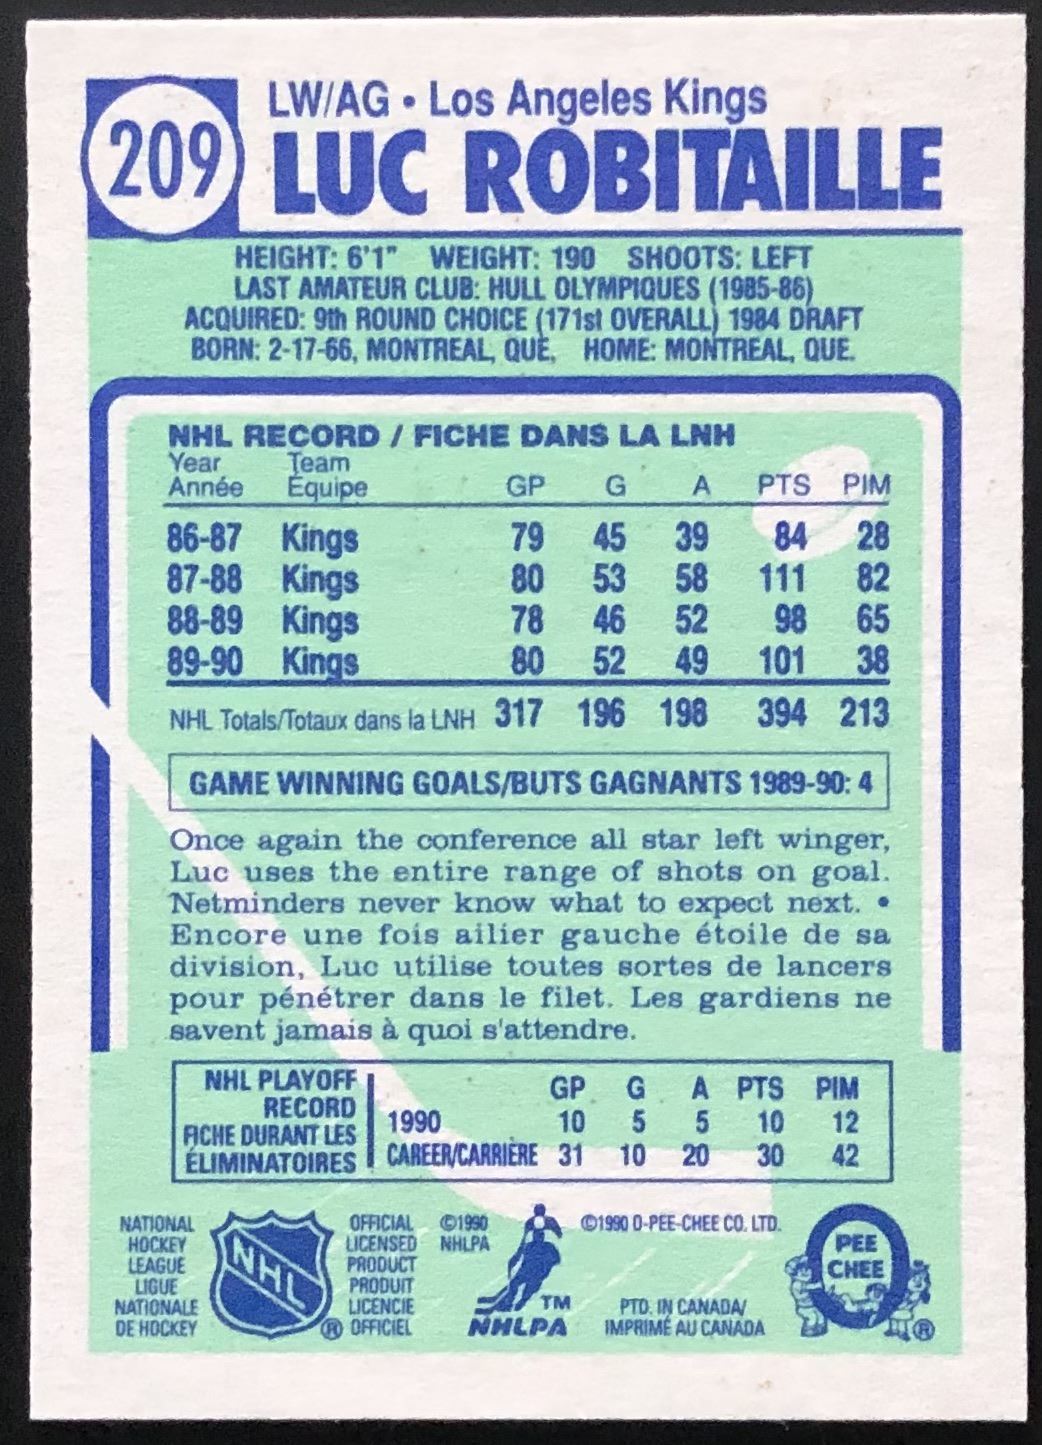 209
LW/AG • Los Angeles Kings
LUC ROBITAILLE
HEIGHT: 6'1" WEIGHT: 190 SHOOTS: LEFT
LAST AMATEUR CLUB: HULL OLYMPIQUES (1985-86)
ACQUIRED: 9th ROUND CHOICE (171st OVERALL) 1984 DRAFT
BORN: 2-17-66, MONTREAL, QUE. HOME: MONTREAL, QUE.
NHL RECORD / FICHE DANS LA LNH
Year Team
Année Équipe GP G A PTS PIM
86-87 Kings 79 45 39 84 28
87-88 Kings 80 53 58 111 82
88-89 Kings 78 46 52 98 65
89-90 Kings 80 52 49 101 38
NHL Totals/Totaux dans la LNH 317 196 198 394 213
GAME WINNING GOALS/BUTS GAGNANTS 1989-90: 4
Once again the conference all star left winger,
Luc uses the entire range of shots on goal.
Netminders never know what to expect next. •
Encore une fois ailier gauche étoile de sa
division, Luc utilise toutes sortes de lancers
pour pénétrer dans le filet. Les gardiens ne
savent jamais à quoi s'attendre.
NHL PLAYOFF
RECORD
FICHE DURANT LES
ÉLIMINATOIRES
GP G A PTS PIM
1990 10 5 5 10 12
CAREER/CARRIÈRE 31 10 20 30 42
NATIONAL
HOCKEY
LEAGUE
LIGUE
NATIONALE
DE HOCKEY
NHL
®
OFFICIAL
LICENSED
PRODUCT
PRODUIT
LICENCIE
OFFICIEL
©1990
NHLPA
TM
NHLPA
©1990 O-PEE-CHEE CO. LTD.
PTD. IN CANADA/
IMPRIMÉ AU CANADA
PEE
CHEE
®